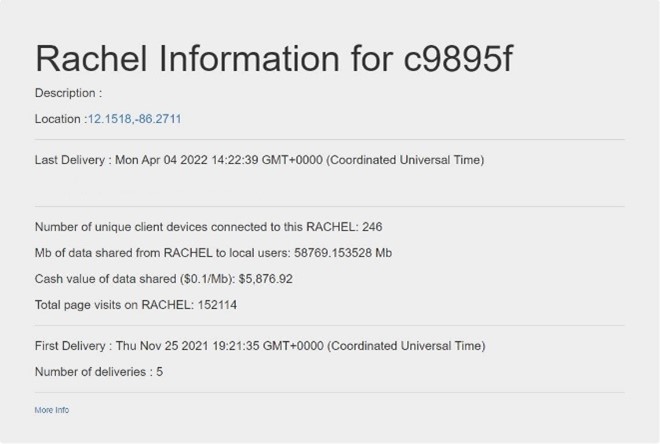 Rachel Information for c9895f
Description :
Location :12.1518,-86.2711
Last Delivery : Mon Apr 04 2022 14:22:39 GMT+0000 (Coordinated Universal Time)
Number of unique client devices connected to this RACHEL: 246
Mb of data shared from RACHEL to local users: 58769.153528 Mb
Cash value of data shared ($0.1/Mb): $5,876.92
Total page visits on RACHEL: 152114
First Delivery : Thu Nov 25 2021 19:21:35 GMT+0000 (Coordinated Universal Time)
Number of deliveries : 5
More Info